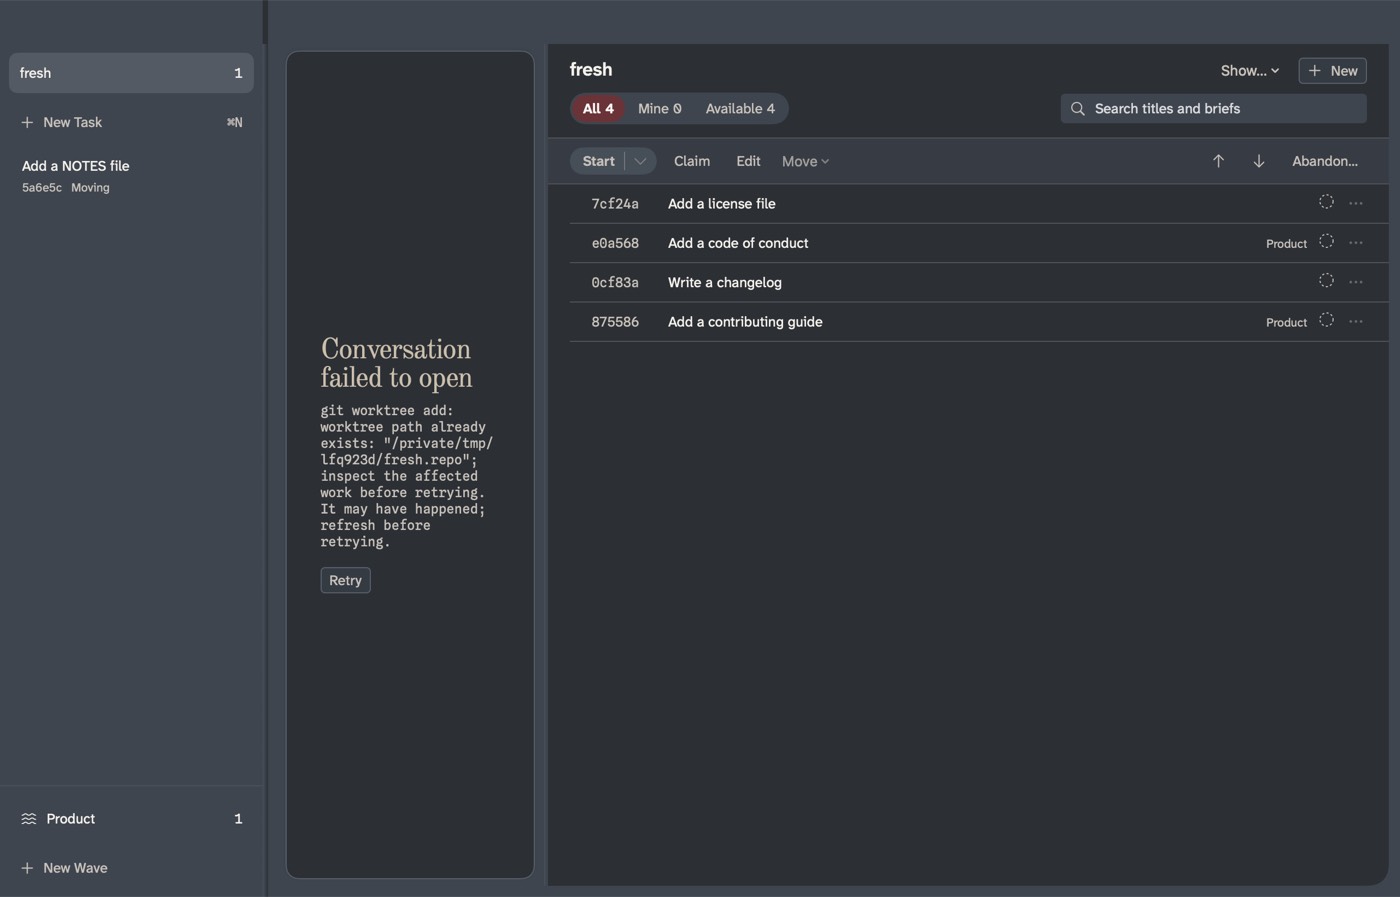 fresh 1
New Task ⌘N
Add a NOTES file
5a6e5c Moving
Product 1
New Wave
Conversation
failed to open
git worktree add:
worktree path already
exists: "/private/tmp/
lfq923d/fresh.repo";
inspect the affected
work before retrying.
It may have happened;
refresh before
retrying.
Retry
fresh
Show... New
All 4 Mine 0 Available 4
Search titles and briefs
Start Claim Edit Move Abandon...
7cf24a Add a license file
e0a568 Add a code of conduct Product
0cf83a Write a changelog
875586 Add a contributing guide Product